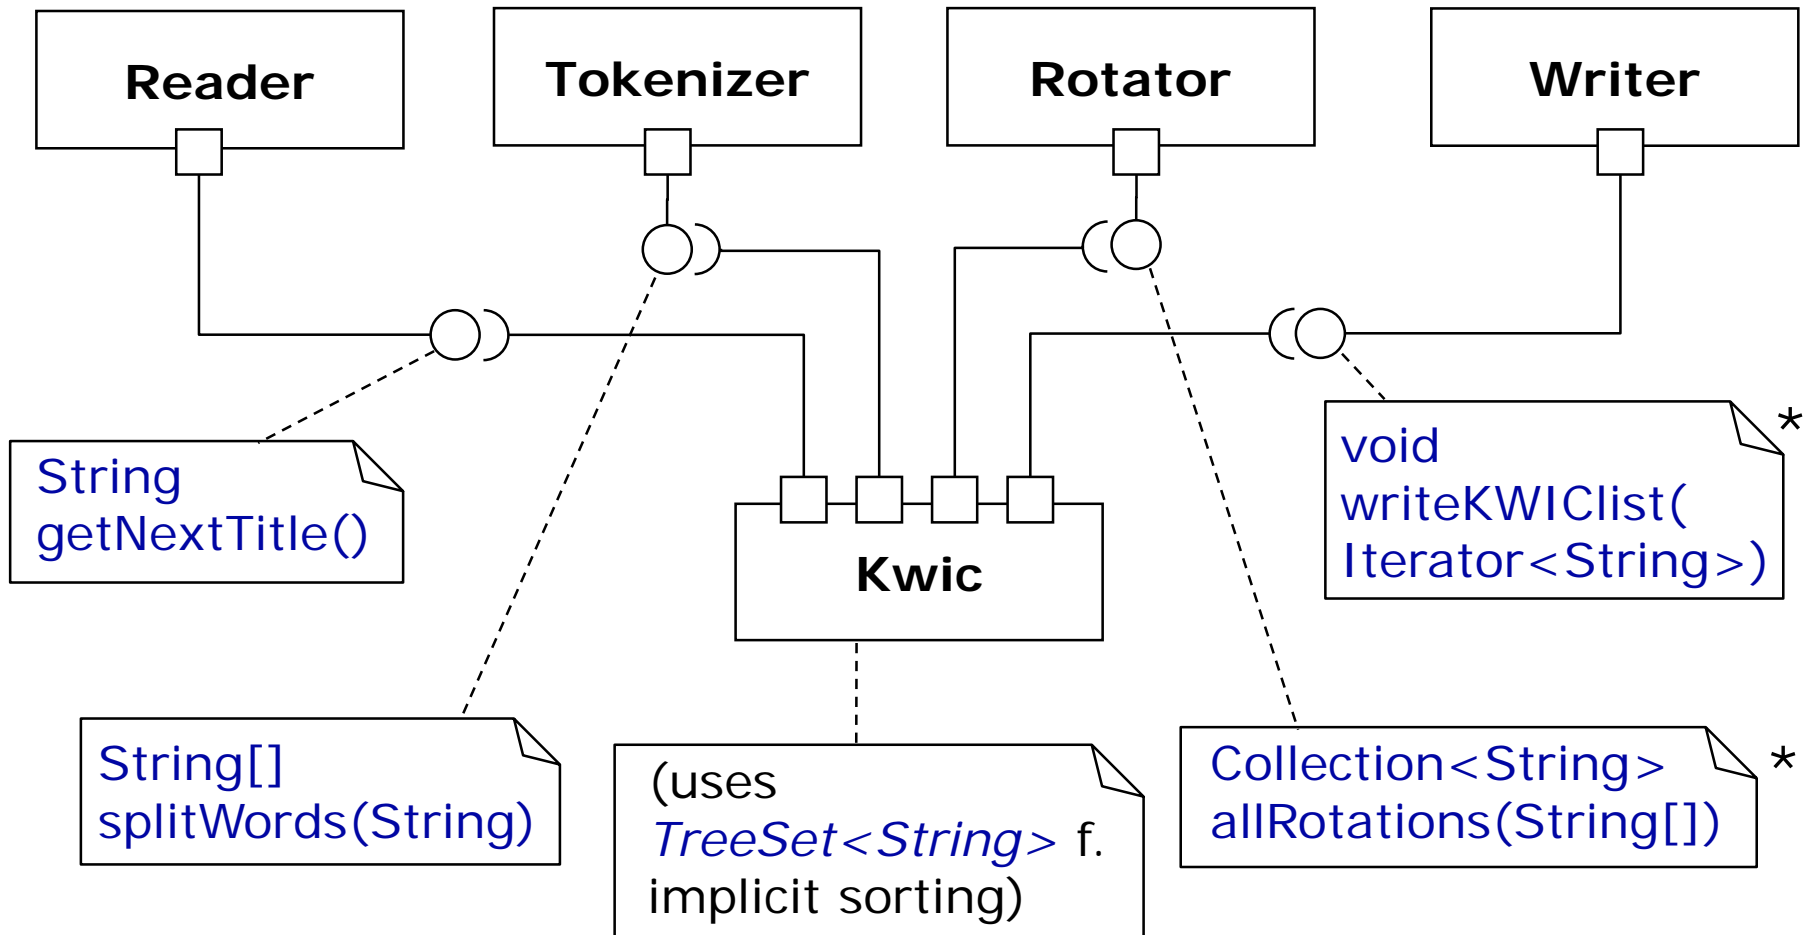 Reader
Tokenizer
Rotator
Writer
String
getNextTitle()
void
writeKWIClist(
Iterator<String>)
*
Kwic
String[]
splitWords(String)
(uses
TreeSet<String> f.
implicit sorting)
Collection<String>
allRotations(String[])
*